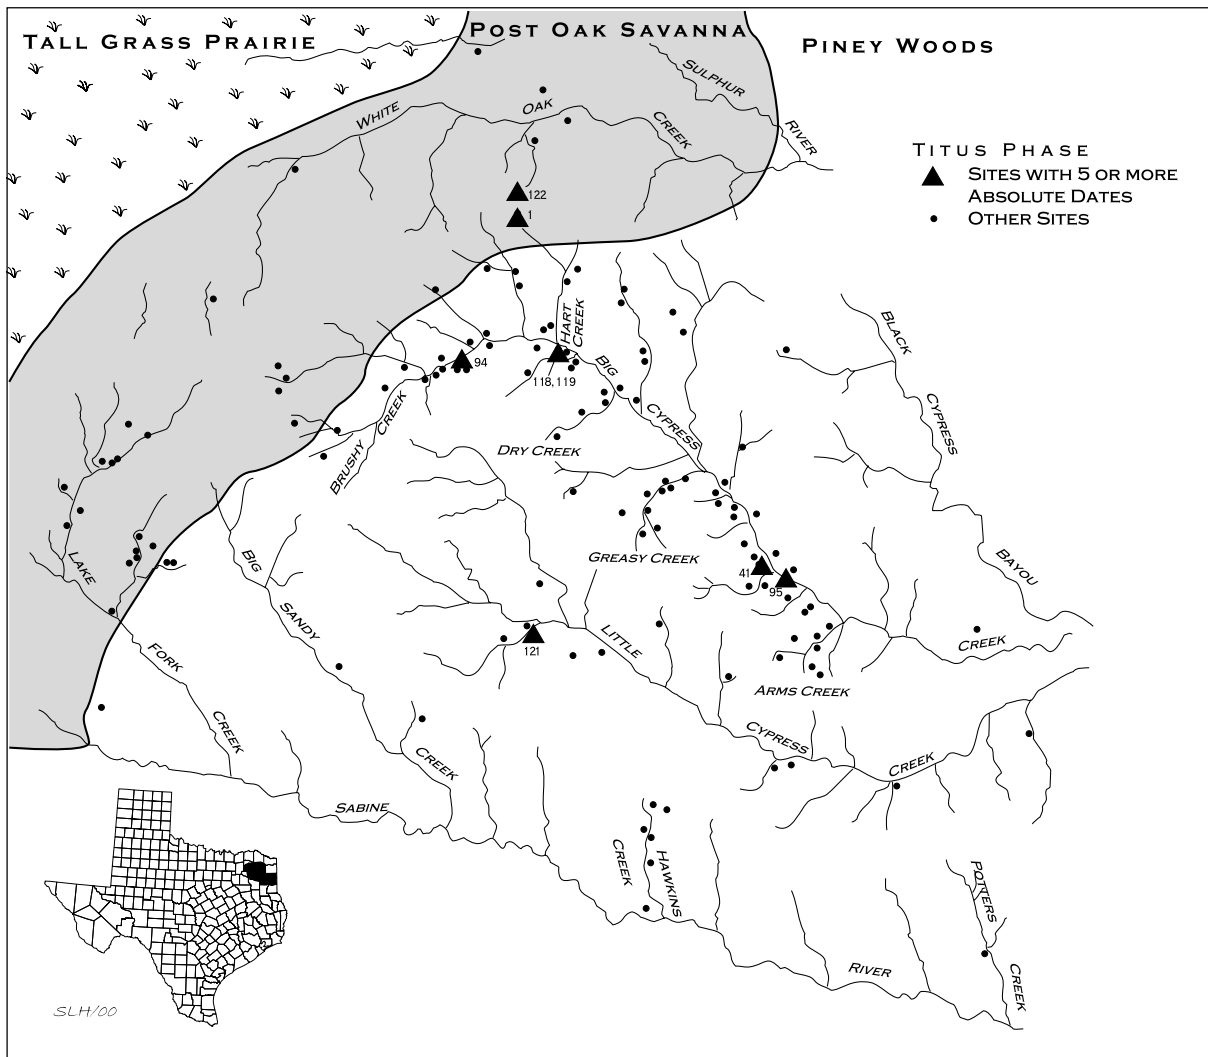 TALL GRASS PRAIRIE
POST OAK SAVANNA
PINEY WOODS
SULPHUR
RIVER
WHITE
OAK
CREEK
TITUS PHASE
SITES WITH 5 OR MORE
ABSOLUTE DATES
OTHER SITES
122
1
HART
CREEK
BLACK
CYPRESS
BAYOU
94
118, 119
BIG
CYPRESS
CREEK
BRUSHY
CREEK
DRY CREEK
GREASY CREEK
41
95
LAKE
FORK
CREEK
BIG
SANDY
CREEK
121
LITTLE
CYPRESS
CREEK
ARMS CREEK
SABINE
RIVER
HAWKINS
CREEK
POTTERS
CREEK
SLH/00